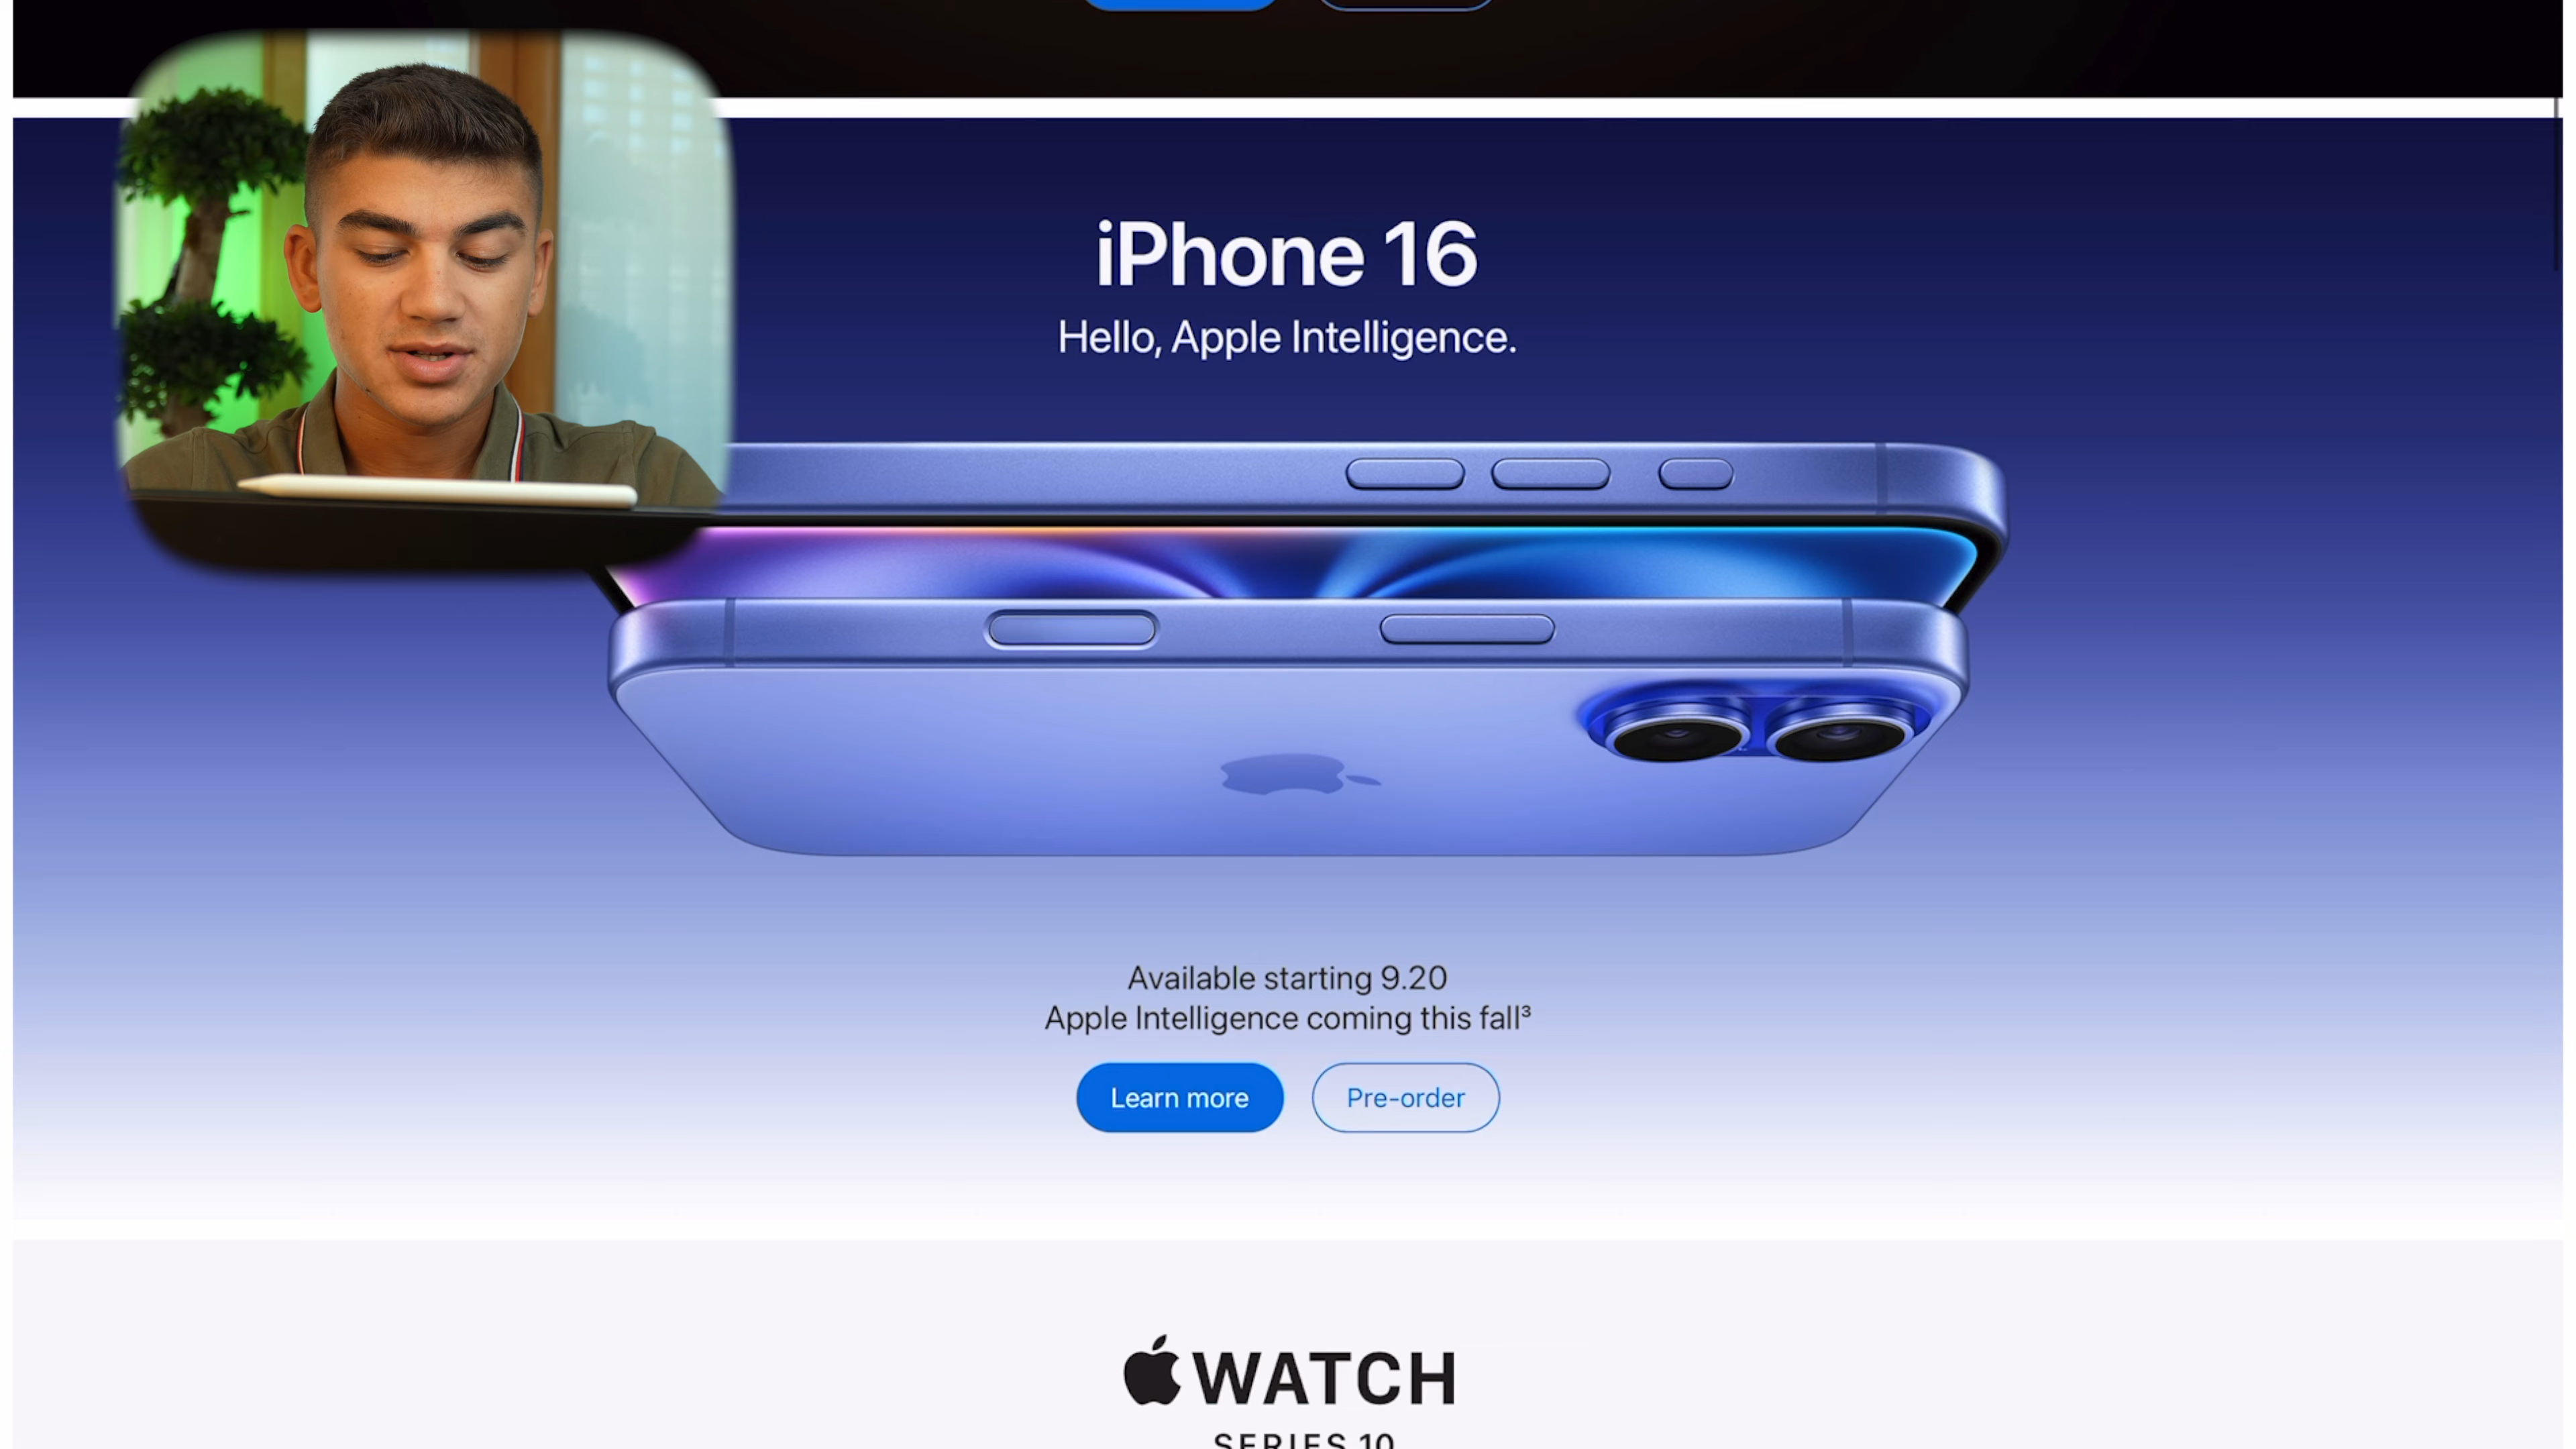 iPhone 16
Hello, Apple Intelligence.
Available starting 9.20
Apple Intelligence coming this fall³
Learn more
Pre-order
WATCH
SERIES 10